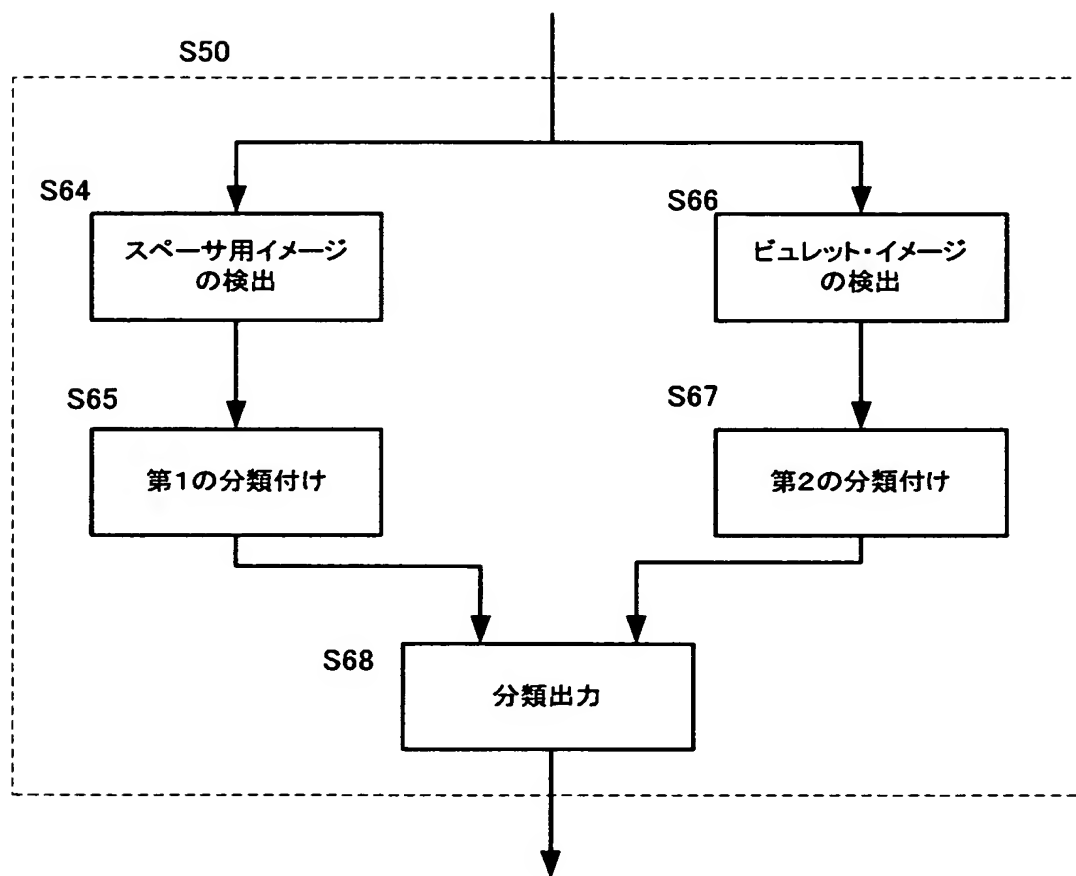 S50
S64
スペーサ用イメージ
の検出
S66
ビュレット・イメージ
の検出
S65
第1の分類付け
S67
第2の分類付け
S68
分類出力